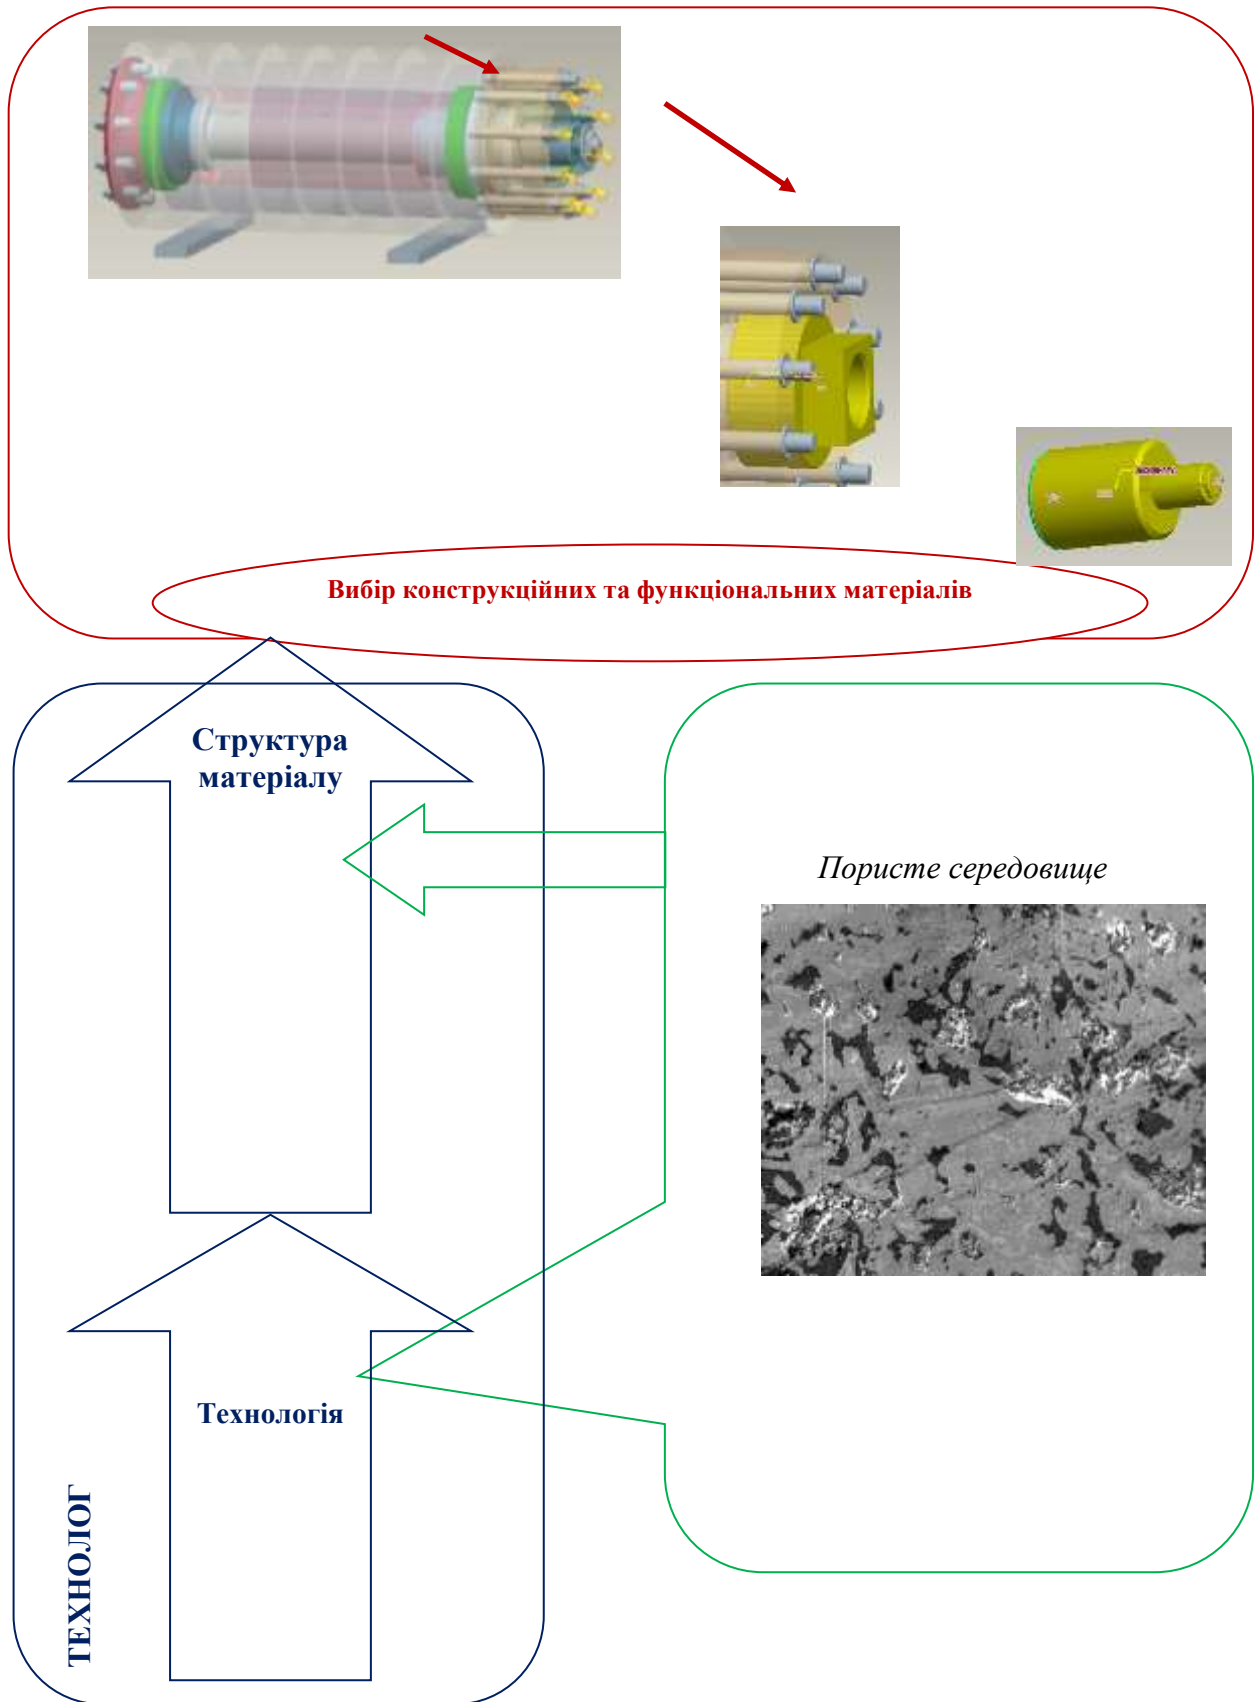 Вибір конструкційних та функціональних матеріалів
Структура
матеріалу
Пористе середовище
Технологія
ТЕХНОЛОГ